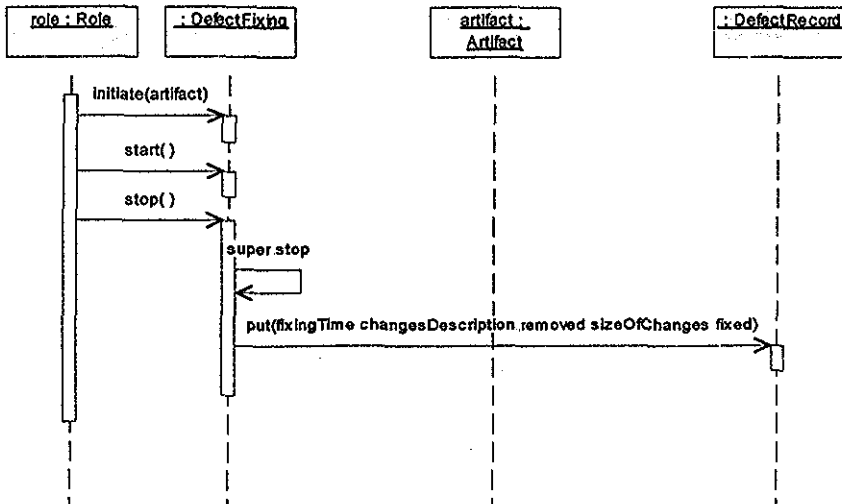 role : Role
: DefectFixing
artifact :
Artifact
: DefectRecord
initiate(artifact)
start( )
stop( )
super.stop
put(fixingTime changesDescription,removed sizeOfChanges fixed)